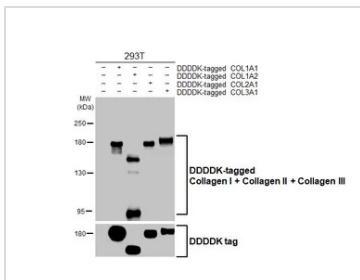 293T
– + – – – DDDDK-tagged COL1A1
– – + – – DDDDK-tagged COL1A2
– – – + – DDDDK-tagged COL2A1
– – – – + DDDDK-tagged COL3A1
MW
(kDa)
250
180
130
95
DDDDK-tagged
Collagen I + Collagen II + Collagen III
180
DDDDK tag